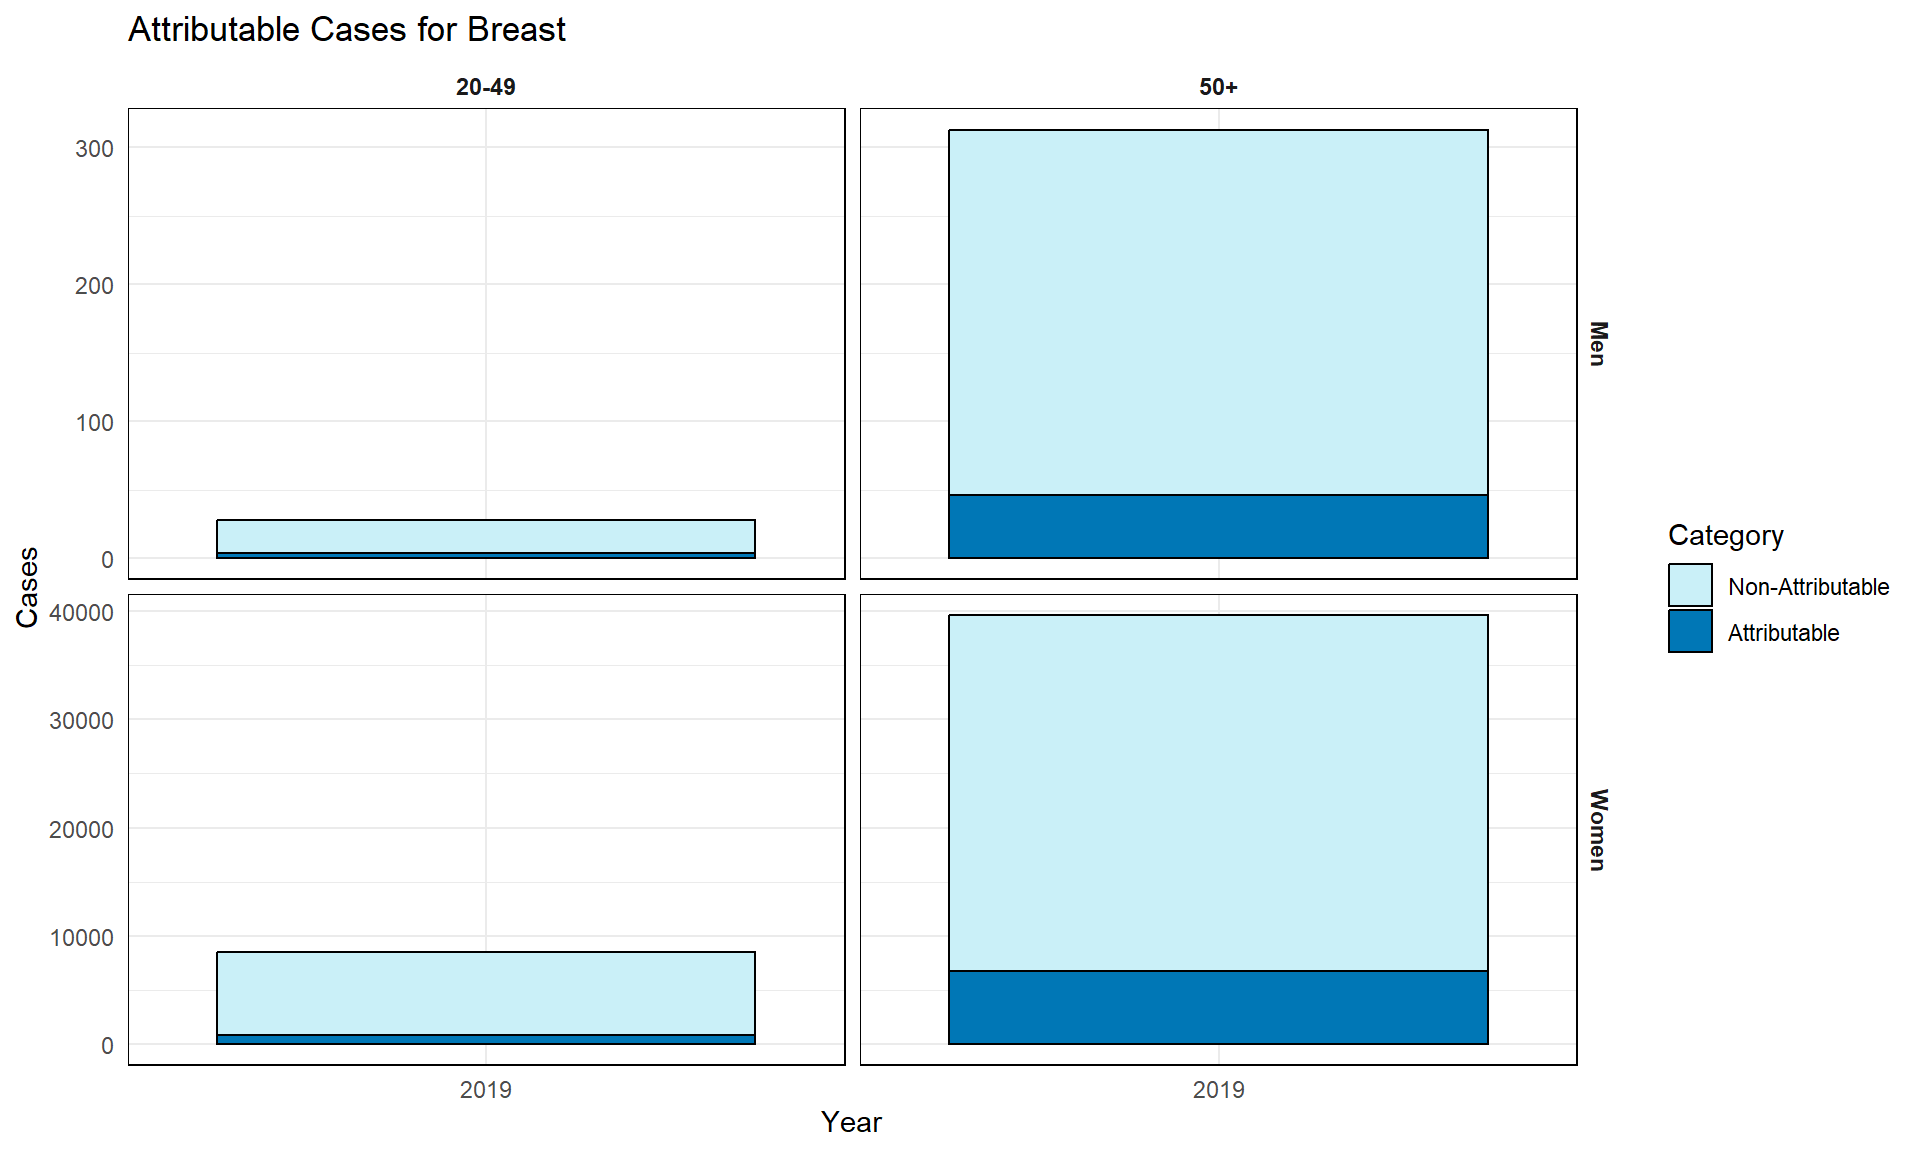 Attributable Cases for Breast
20-49
50+
300
200
100
0
Men
40000
30000
20000
10000
0
Women
Cases
2019
2019
Year
Category
Non-Attributable
Attributable